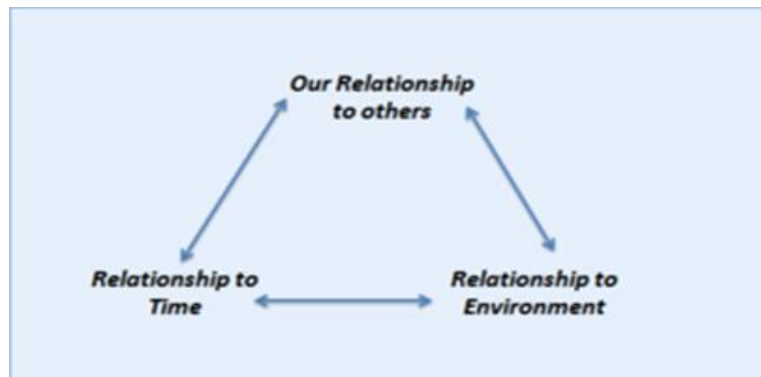 Our Relationship
to others
Relationship to
Time
Relationship to
Environment